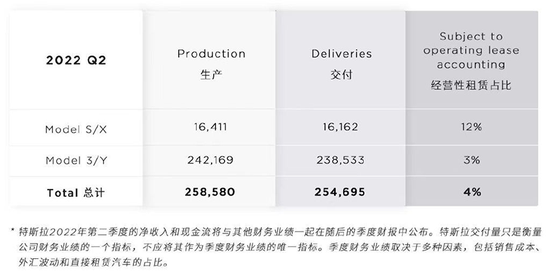 2022 Q2
Production
生产
Deliveries
交付
Subject to
operating lease
accounting
经营性租赁占比
Model S/X 16,411 16,162 12%
Model 3/Y 242,169 238,533 3%
Total 总计 258,580 254,695 4%
* 特斯拉2022年第二季度的净收入和现金流将与其他财务业绩一起在随后的季度财报中公布。特斯拉交付量只是衡量
公司财务业绩的一个指标，不应将其作为季度财务业绩的唯一指标。季度财务业绩取决于多种因素，包括销售成本、
外汇波动和直接租赁汽车的占比。